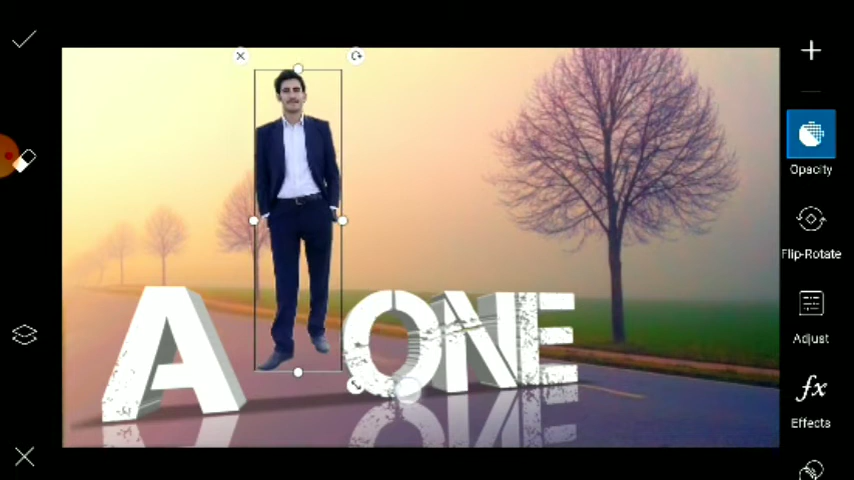 Opacity
Flip-Rotate
Adjust
fx
Effects
A ONE